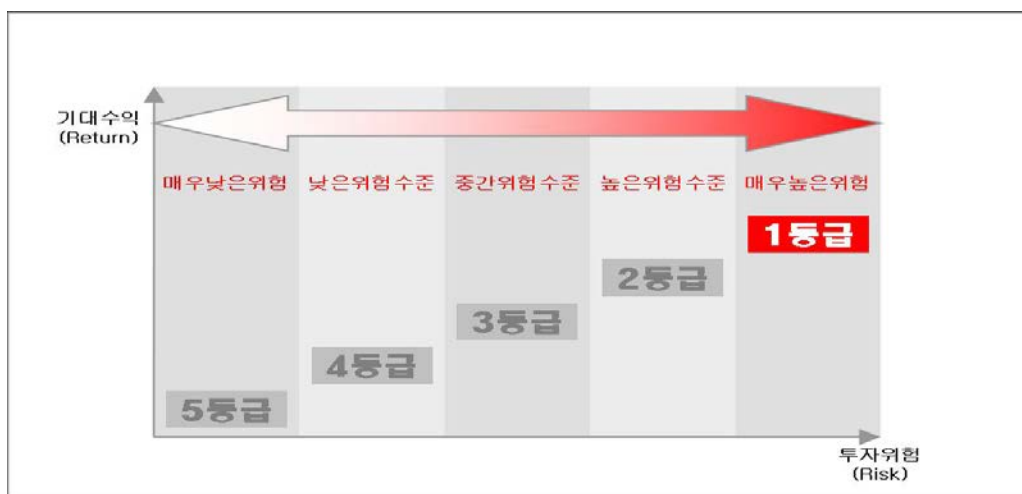 기대수익
(Return)
매우낮은위험 낮은위험수준 중간위험수준 높은위험수준 매우높은위험
1등급
2등급
3등급
4등급
5등급
투자위험
(Risk)